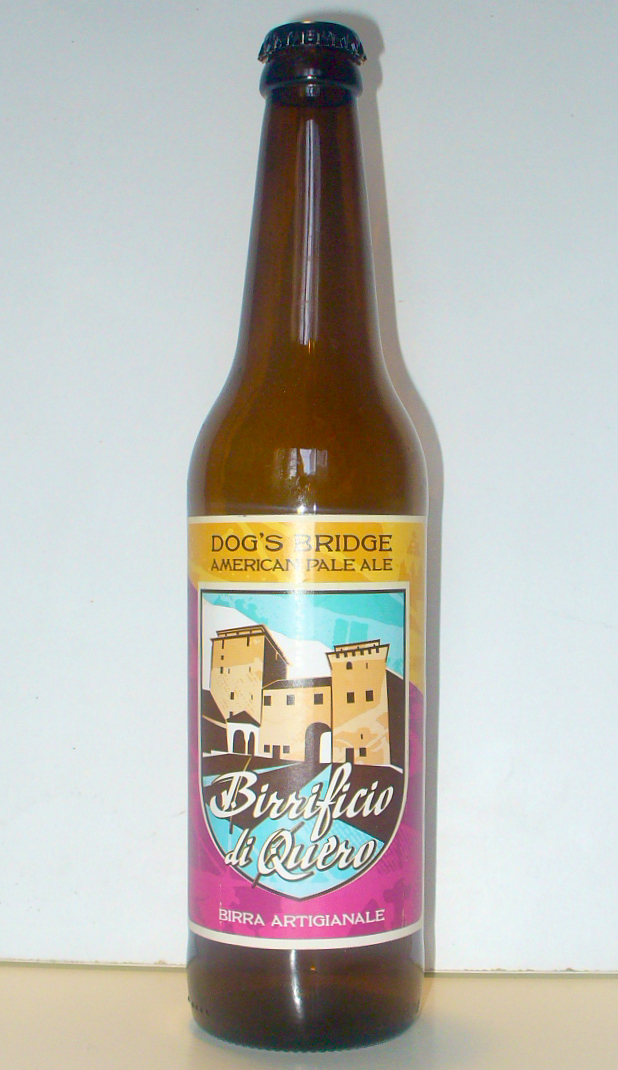 DOG'S BRIDGE
AMERICAN PALE ALE
Birrificio
di Quero
BIRRA ARTIGIANALE